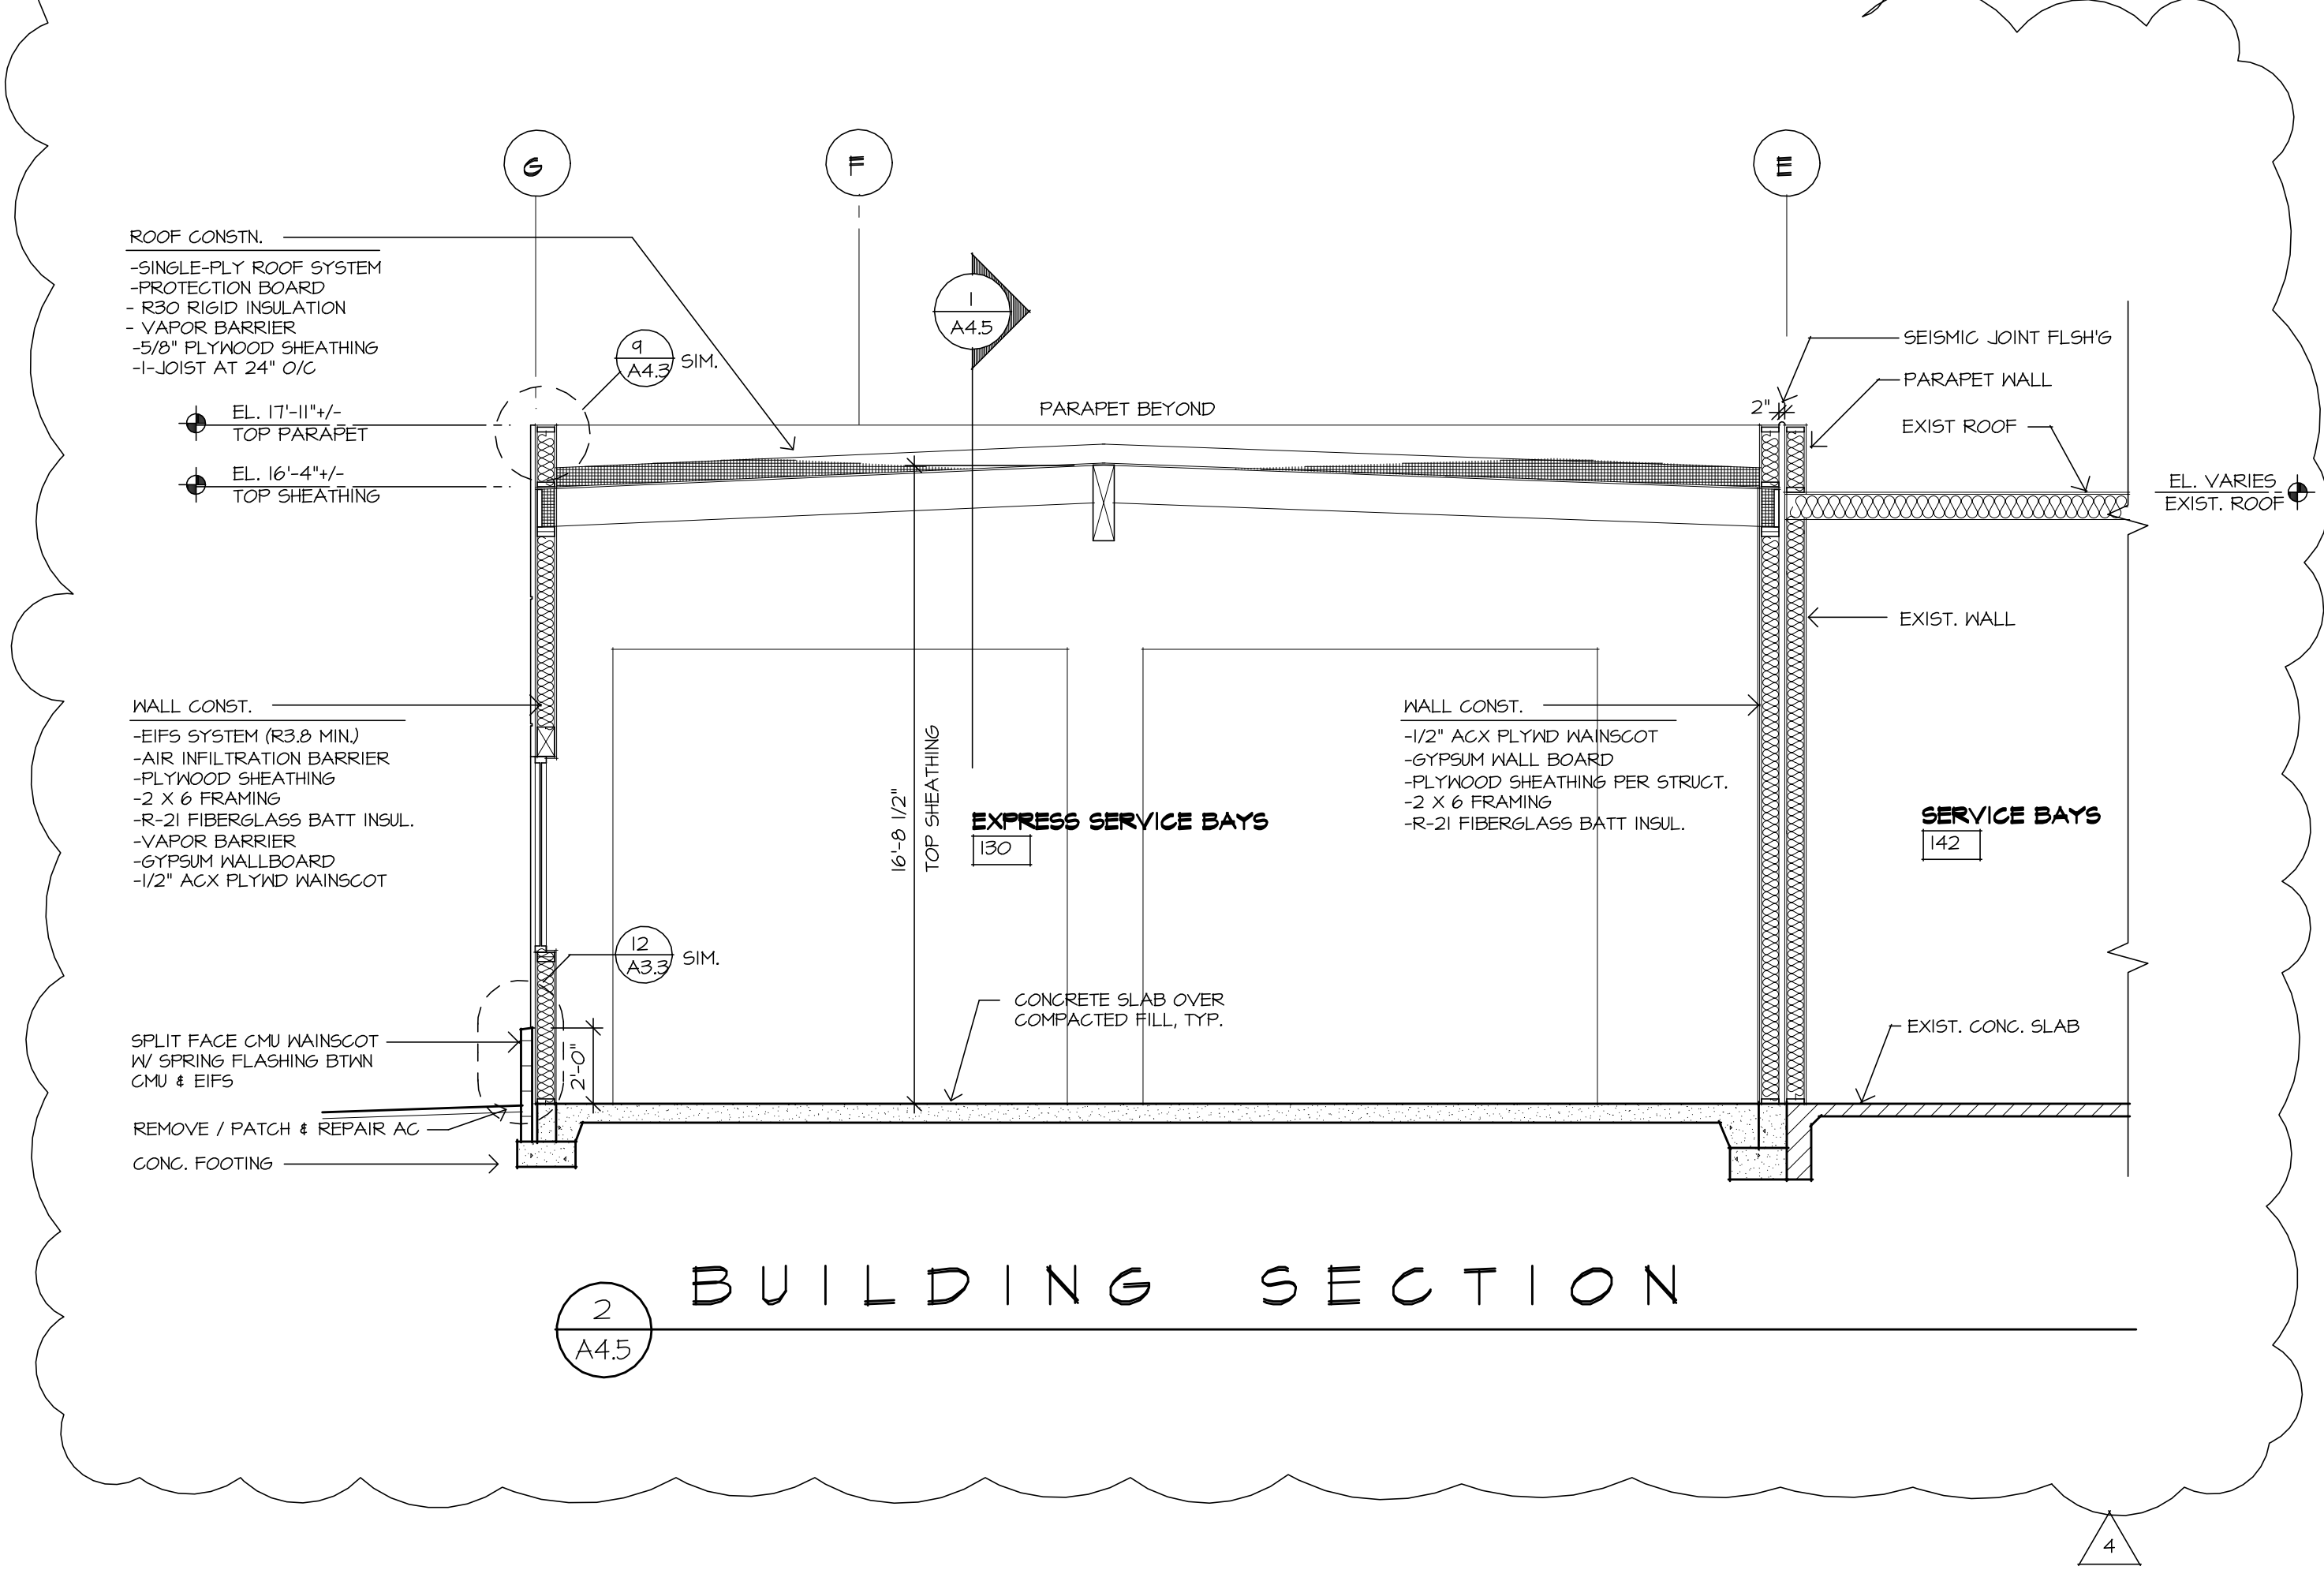 G
F
E
ROOF CONSTN.
-SINGLE-PLY ROOF SYSTEM
-PROTECTION BOARD
- R30 RIGID INSULATION
- VAPOR BARRIER
-5/8" PLYWOOD SHEATHING
-I-JOIST AT 24" O/C
1
A4.5
9
A4.3
SIM.
SEISMIC JOINT FLSH'G
PARAPET WALL
2"
EXIST ROOF
PARAPET BEYOND
EL. 17'-11"+/-
TOP PARAPET
EL. 16'-4"+/-
TOP SHEATHING
EL. VARIES
EXIST. ROOF
EXIST. WALL
WALL CONST.
-EIFS SYSTEM (R3.8 MIN.)
-AIR INFILTRATION BARRIER
-PLYWOOD SHEATHING
-2 X 6 FRAMING
-R-21 FIBERGLASS BATT INSUL.
-VAPOR BARRIER
-GYPSUM WALLBOARD
-1/2" ACX PLYWD WAINSCOT
16'-8 1/2"
TOP SHEATHING
EXPRESS SERVICE BAYS
130
WALL CONST.
-1/2" ACX PLYWD WAINSCOT
-GYPSUM WALL BOARD
-PLYWOOD SHEATHING PER STRUCT.
-2 X 6 FRAMING
-R-21 FIBERGLASS BATT INSUL.
SERVICE BAYS
142
12
A3.3
SIM.
CONCRETE SLAB OVER
COMPACTED FILL, TYP.
EXIST. CONC. SLAB
SPLIT FACE CMU WAINSCOT
W/ SPRING FLASHING BTWN
CMU & EIFS
2'-0"
REMOVE / PATCH & REPAIR AC
CONC. FOOTING
BUILDING SECTION
2
A4.5
4